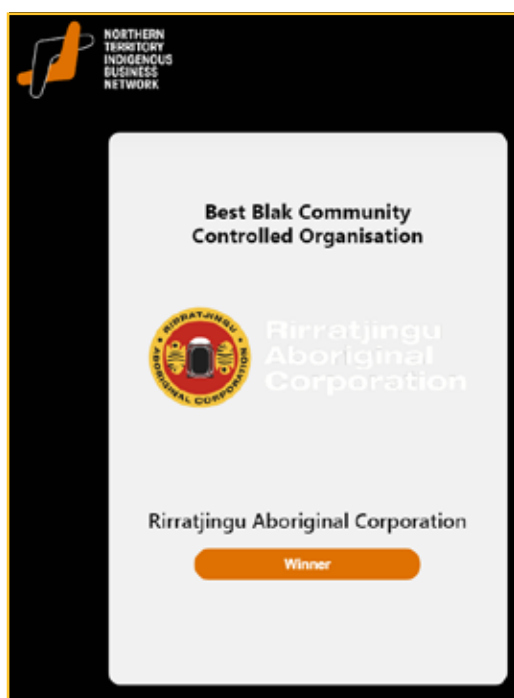 NORTHERN
TERRITORY
INDIGENOUS
BUSINESS
NETWORK
Best Blak Community
Controlled Organisation
RIRRATJINGU
ABORIGINAL CORPORATION
Rirratjingu
Aboriginal
Corporation
Rirratjingu Aboriginal Corporation
Winner